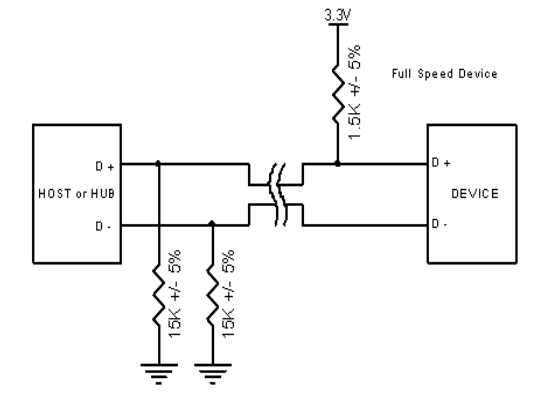 3.3V
1.5K +/- 5%
Full Speed Device
D +
HOST or HUB
D -
D +
DEVICE
D -
15K +/- 5%
15K +/- 5%